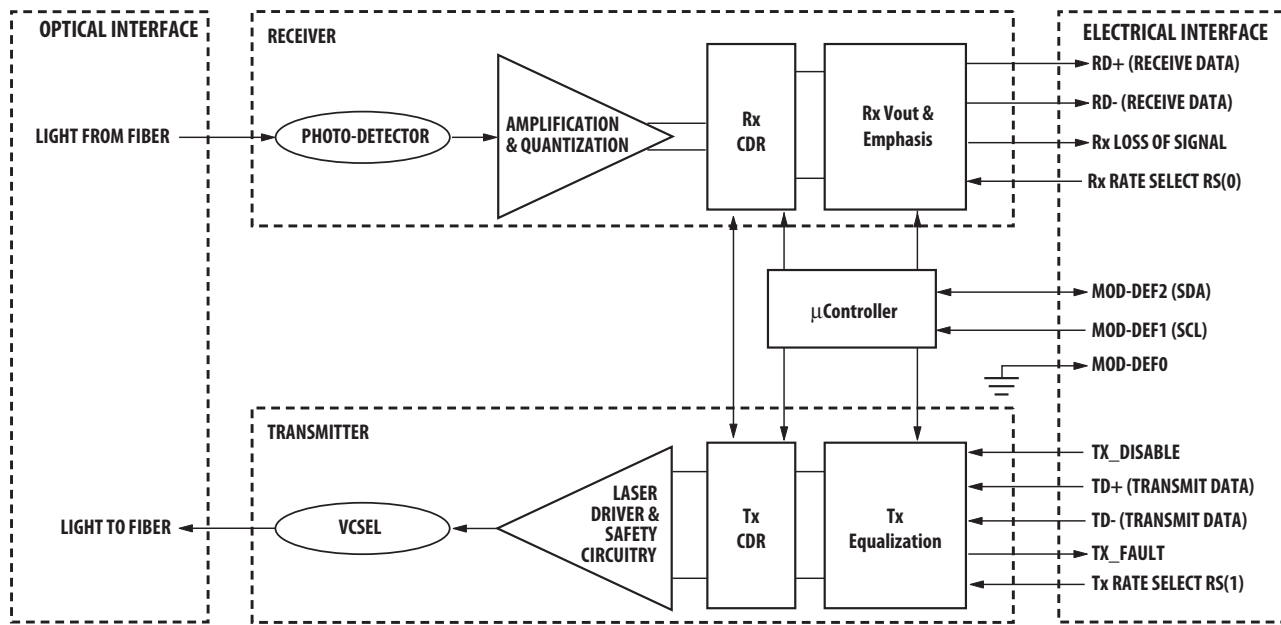 OPTICAL INTERFACE
RECEIVER
ELECTRICAL INTERFACE
LIGHT FROM FIBER
PHOTO-DETECTOR
AMPLIFICATION
& QUANTIZATION
Rx
CDR
Rx Vout &
Emphasis
RD+ (RECEIVE DATA)
RD- (RECEIVE DATA)
Rx LOSS OF SIGNAL
Rx RATE SELECT RS(0)
μController
MOD-DEF2 (SDA)
MOD-DEF1 (SCL)
MOD-DEF0
TRANSMITTER
LIGHT TO FIBER
VCSEL
LASER
DRIVER &
SAFETY
CIRCUITRY
Tx
CDR
Tx
Equalization
TX_DISABLE
TD+ (TRANSMIT DATA)
TD- (TRANSMIT DATA)
TX_FAULT
Tx RATE SELECT RS(1)